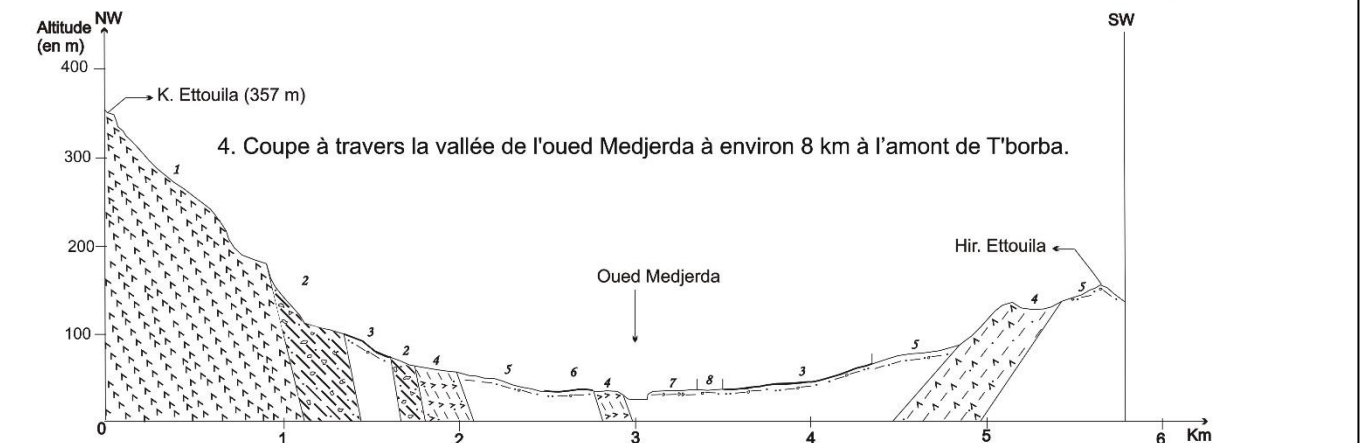 NW
SW
Altitude
(en m)
400
K. Ettouila (357 m)
4. Coupe à travers la vallée de l'oued Medjerda à environ 8 km à l'amont de T'borba.
300
1
200
Hir. Ettouila
2
Oued Medjerda
4
5
100
3
2
4
5
6
4
7
8
3
5
0
1
2
3
4
5
6
Km